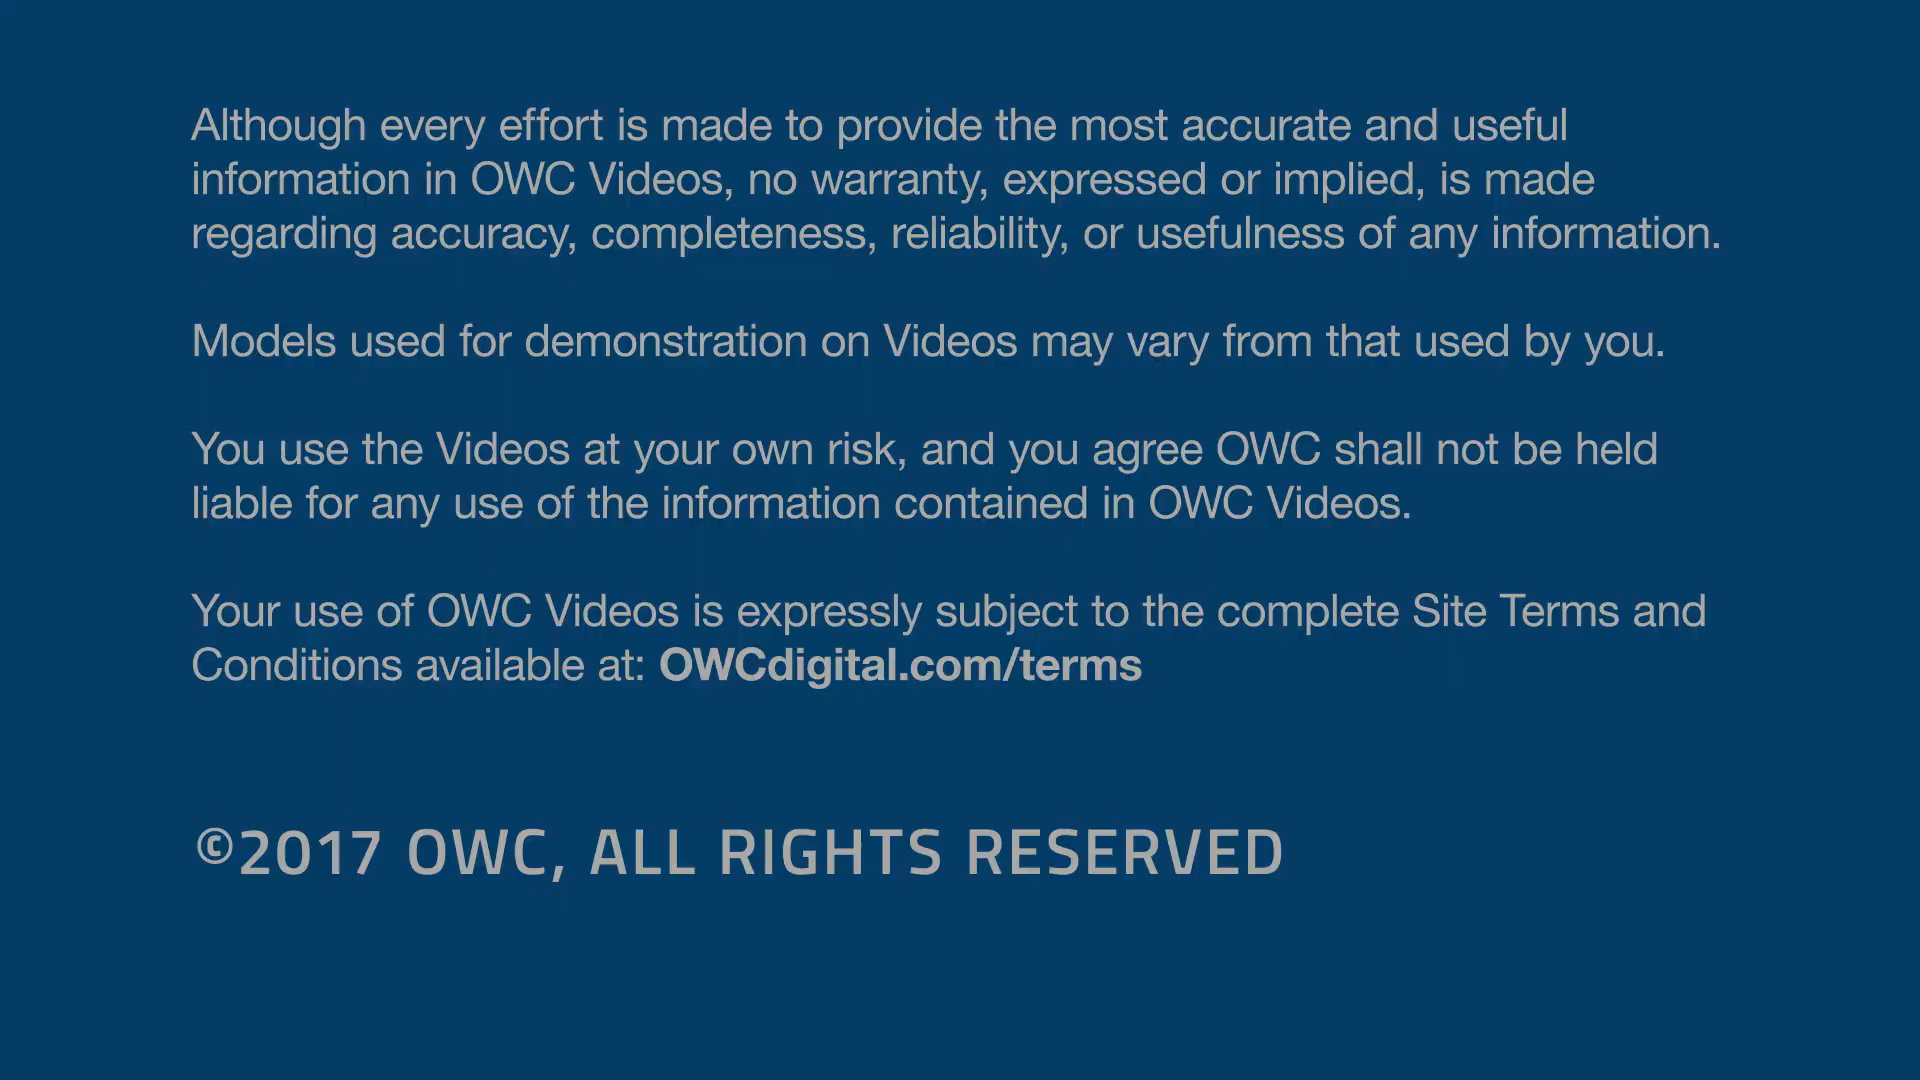 Although every effort is made to provide the most accurate and useful
information in OWC Videos, no warranty, expressed or implied, is made
regarding accuracy, completeness, reliability, or usefulness of any information.
Models used for demonstration on Videos may vary from that used by you.
You use the Videos at your own risk, and you agree OWC shall not be held
liable for any use of the information contained in OWC Videos.
Your use of OWC Videos is expressly subject to the complete Site Terms and
Conditions available at: OWCdigital.com/terms
©2017 OWC, ALL RIGHTS RESERVED